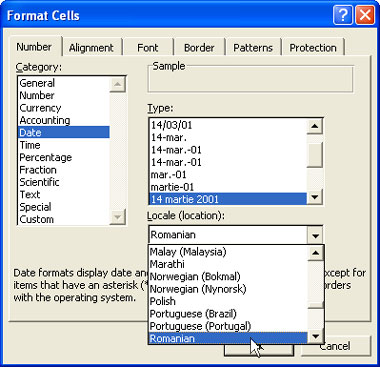 Format Cells
Number
Alignment
Font
Border
Patterns
Protection
Category:
General
Number
Currency
Accounting
Date
Time
Percentage
Fraction
Scientific
Text
Special
Custom
Sample
Type:
14/03/01
14-mar.
14-mar.-01
14-mar.-01
mar.-01
martie-01
14 martie 2001
Locale (location):
Romanian
Malay (Malaysia)
Marathi
Norwegian (Bokmal)
Norwegian (Nynorsk)
Polish
Portuguese (Brazil)
Portuguese (Portugal)
Romanian
Date formats display date and xcept for
items that have an asterisk (* orders
with the operating system.
Cancel